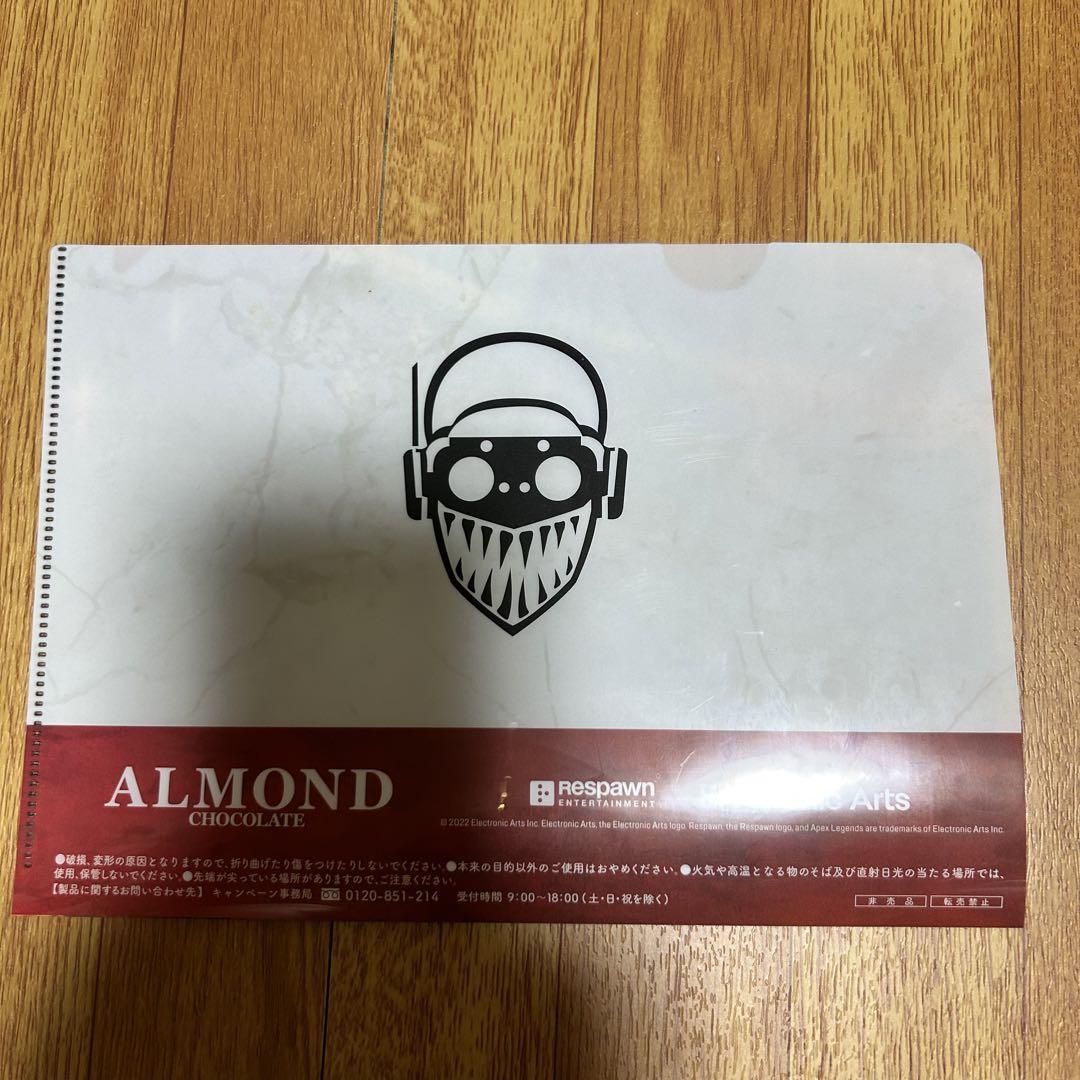 ALMOND
CHOCOLATE
Respawn
ENTERTAINMENT
Arts
© 2022 Electronic Arts Inc. Electronic Arts, the Electronic Arts logo, Respawn, the Respawn logo, and Apex Legends are trademarks of Electronic Arts Inc.
●破損、変形の原因となりますので、折り曲げたり傷をつけたりしないでください。●本来の目的以外のご使用はおやめください。●火気や高温となる物のそば及び直射日光の当たる場所では、
使用、保管しないでください。●先端が尖っている場所がありますので、ご注意ください。
【製品に関するお問い合わせ先】 キャンペーン事務局 0120-851-214 受付時間 9:00〜18:00(土・日・祝を除く)
非売品 転売禁止